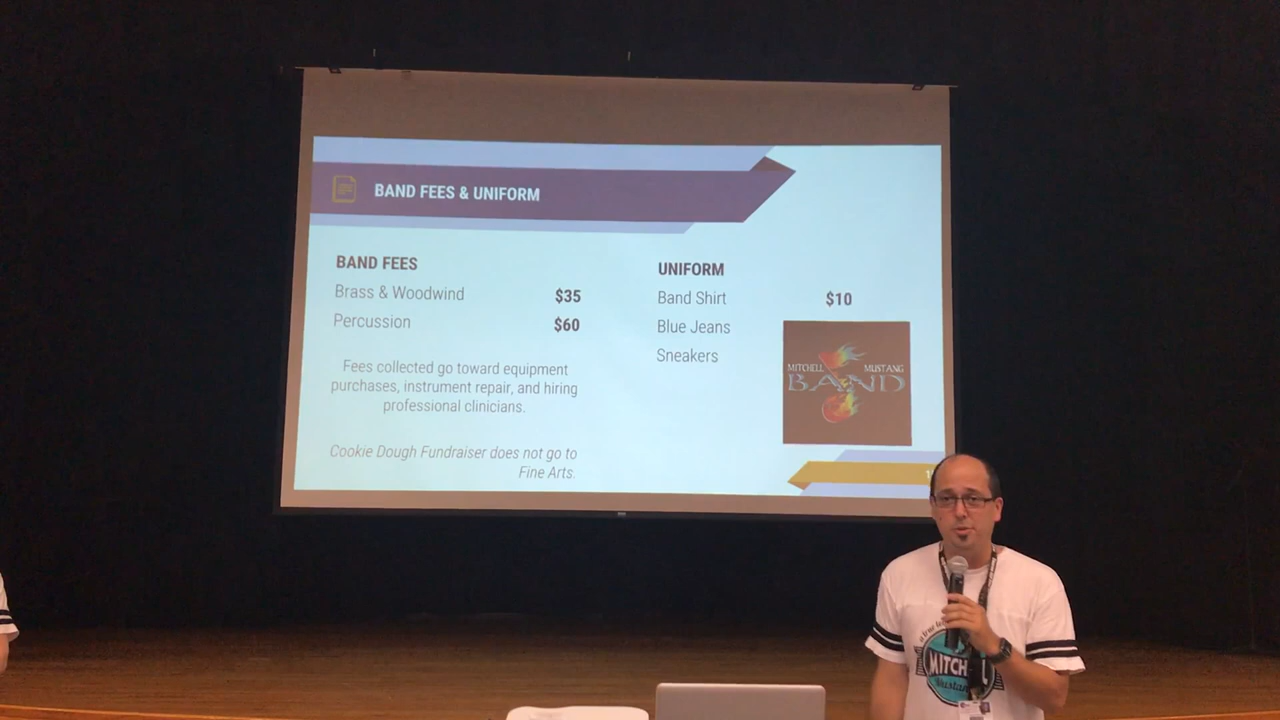 BAND FEES & UNIFORM
BAND FEES
Brass & Woodwind $35
Percussion $60
Fees collected go toward equipment
purchases, instrument repair, and hiring
professional clinicians.
Cookie Dough Fundraiser does not go to
Fine Arts.
UNIFORM
Band Shirt $10
Blue Jeans
Sneakers
MITCHELL MUSTANG
BAND